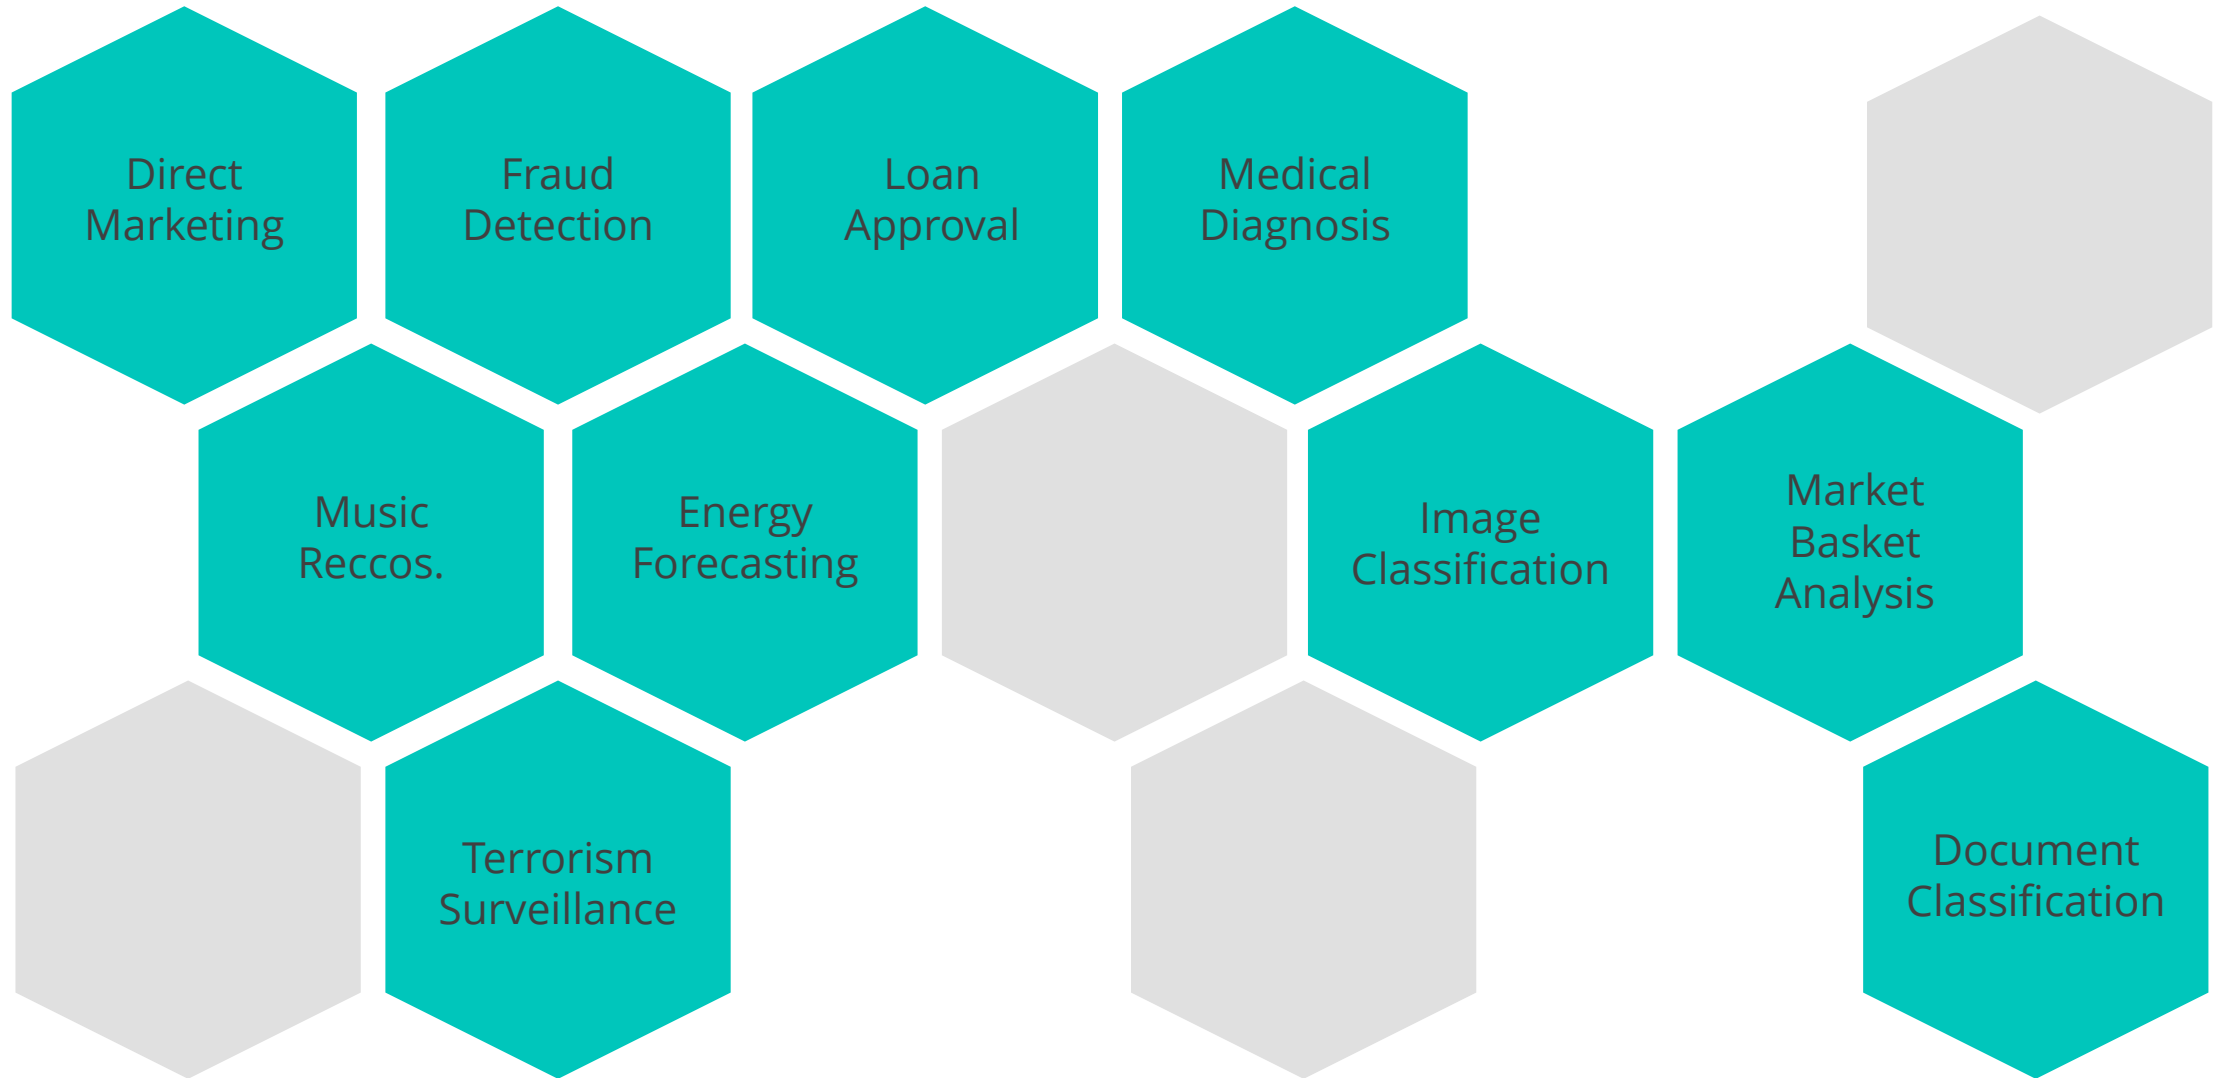 Direct
Marketing
Fraud
Detection
Loan
Approval
Medical
Diagnosis
Music
Reccos.
Energy
Forecasting
Image
Classification
Market
Basket
Analysis
Terrorism
Surveillance
Document
Classification